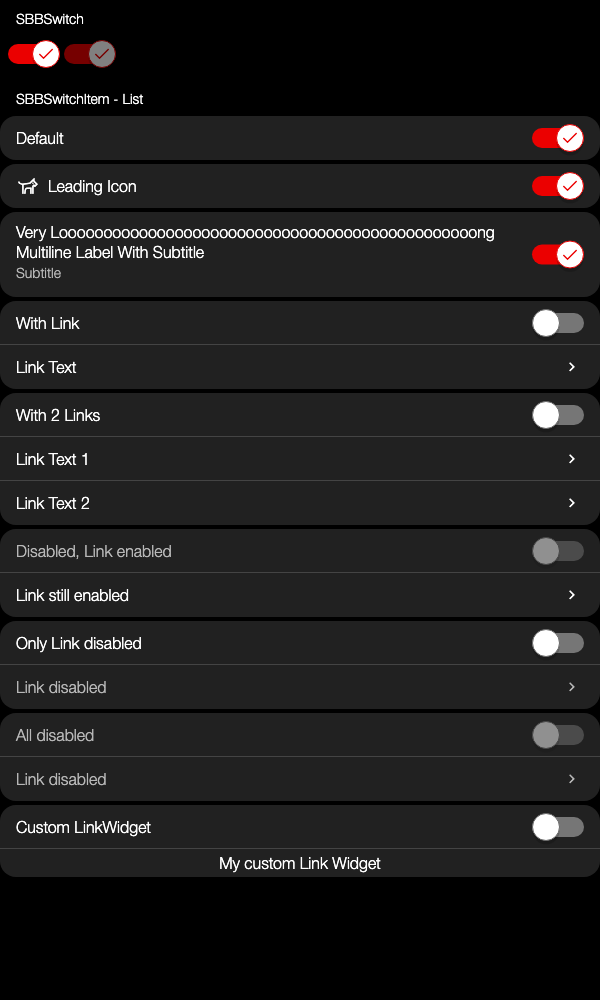 SBBSwitch
SBBSwitchItem - List
Default
Leading Icon
Very Looooooooooooooooooooooooooooooooooooooooooooooong
Multiline Label With Subtitle
Subtitle
With Link
Link Text
With 2 Links
Link Text 1
Link Text 2
Disabled, Link enabled
Link still enabled
Only Link disabled
Link disabled
All disabled
Link disabled
Custom LinkWidget
My custom Link Widget